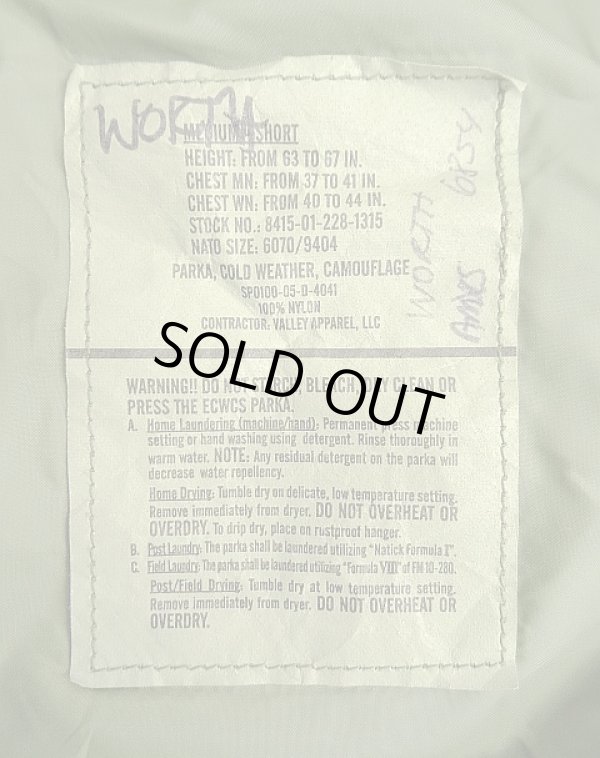 WORTH
MEDIUM-SHORT
HEIGHT: FROM 63 TO 67 IN.
CHEST MN: FROM 37 TO 41 IN.
CHEST WN: FROM 40 TO 44 IN.
STOCK NO.: 8415-01-228-1315
NATO SIZE: 6070/9404
PARKA, COLD WEATHER, CAMOUFLAGE
SPO100-05-D-4041
100% NYLON
CONTRACTOR: VALLEY APPAREL, LLC
WORTH
SOLD OUT
WARNING!! DO NOT STARCH, BLEACH, DRY CLEAN OR
PRESS THE ECWCS PARKA.
A. Home Laundering (machine/hand): Permanent press machine
setting or hand washing using detergent. Rinse thoroughly in
warm water. NOTE: Any residual detergent on the parka will
decrease water repellency.
Home Drying: Tumble dry on delicate, low temperature setting.
Remove immediately from dryer. DO NOT OVERHEAT OR
OVERDRY. To drip dry, place on rustproof hanger.
B. Post Laundry: The parka shall be laundered utilizing "Natick Formula I".
C. Field Laundry: The parka shall be laundered utilizing "Formula VIII" of FM 10-280.
Post/Field Drying: Tumble dry at low temperature setting.
Remove immediately from dryer. DO NOT OVERHEAT OR
OVERDRY.